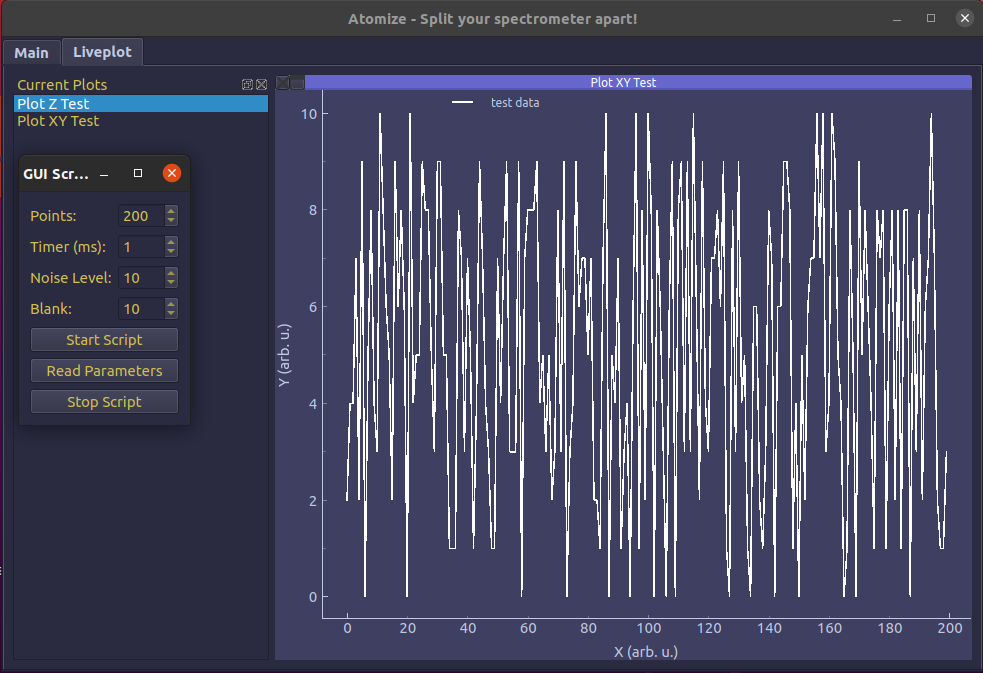 Atomize - Split your spectrometer apart!
Main Liveplot
Current Plots
Plot Z Test
Plot XY Test
GUI Scr...
Points: 200
Timer (ms): 1
Noise Level: 10
Blank: 10
Start Script
Read Parameters
Stop Script
Plot XY Test
test data
10
8
6
4
2
0
Y (arb. u.)
0 20 40 60 80 100 120 140 160 180 200
X (arb. u.)